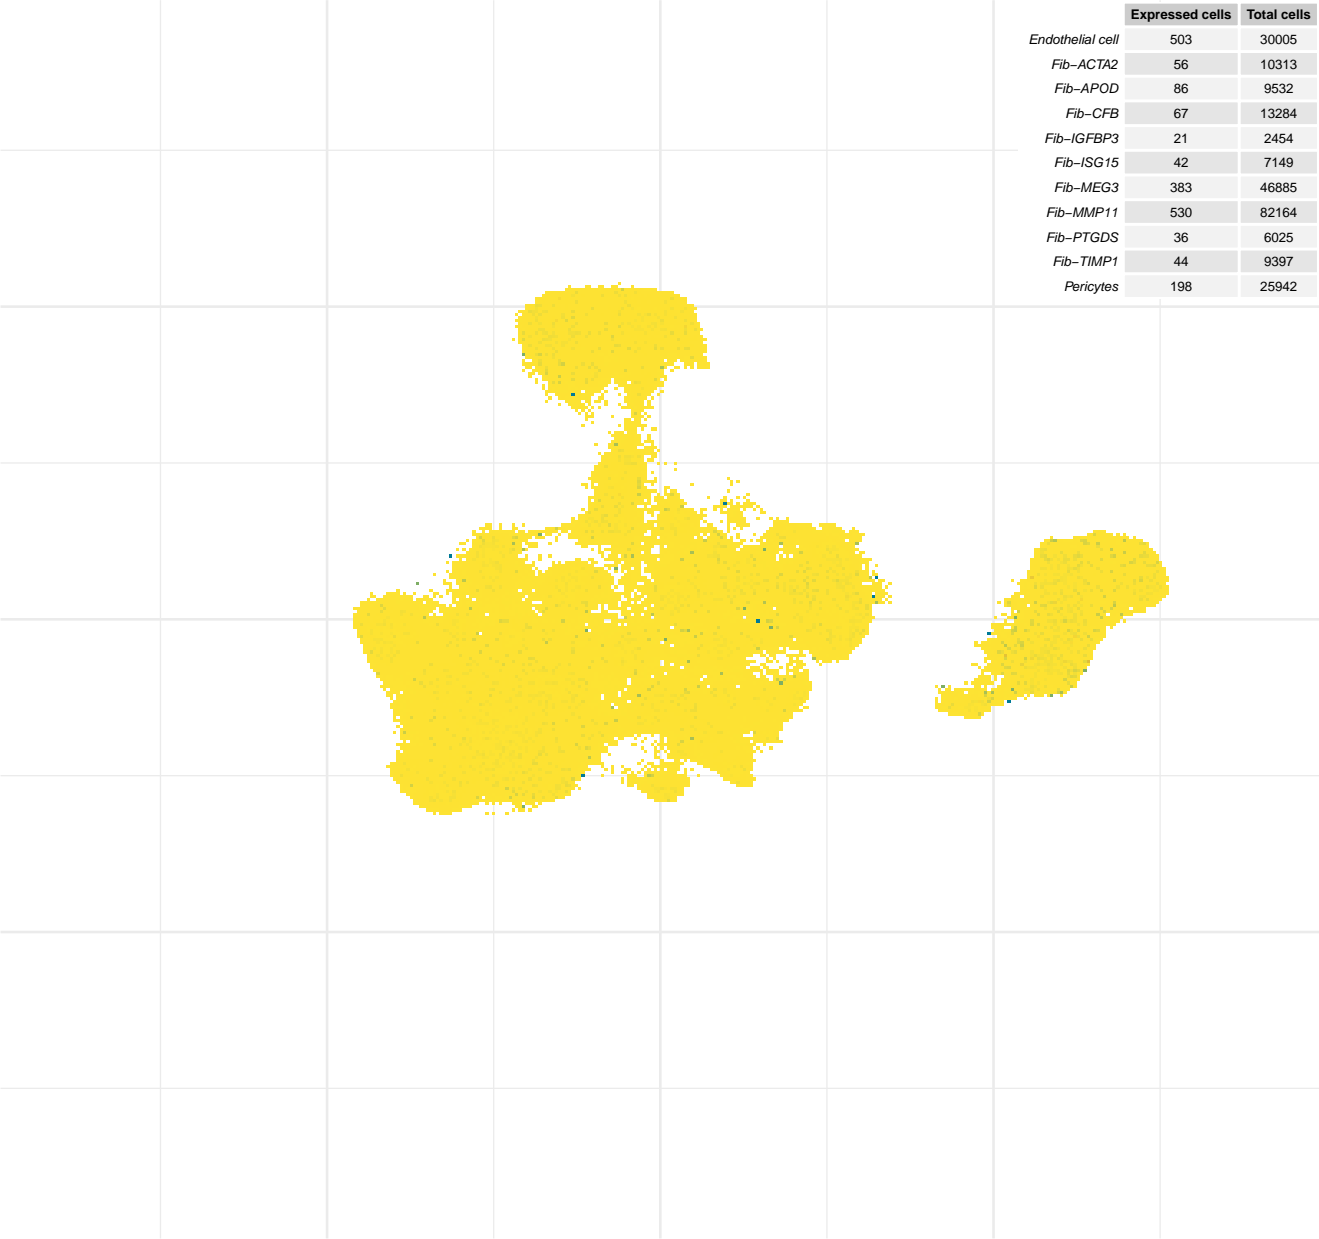 Expressed cells Total cells
Endothelial cell 503 30005
Fib−ACTA2 56 10313
Fib−APOD 86 9532
Fib−CFB 67 13284
Fib−IGFBP3 21 2454
Fib−ISG15 42 7149
Fib−MEG3 383 46885
Fib−MMP11 530 82164
Fib−PTGDS 36 6025
Fib−TIMP1 44 9397
Pericytes 198 25942